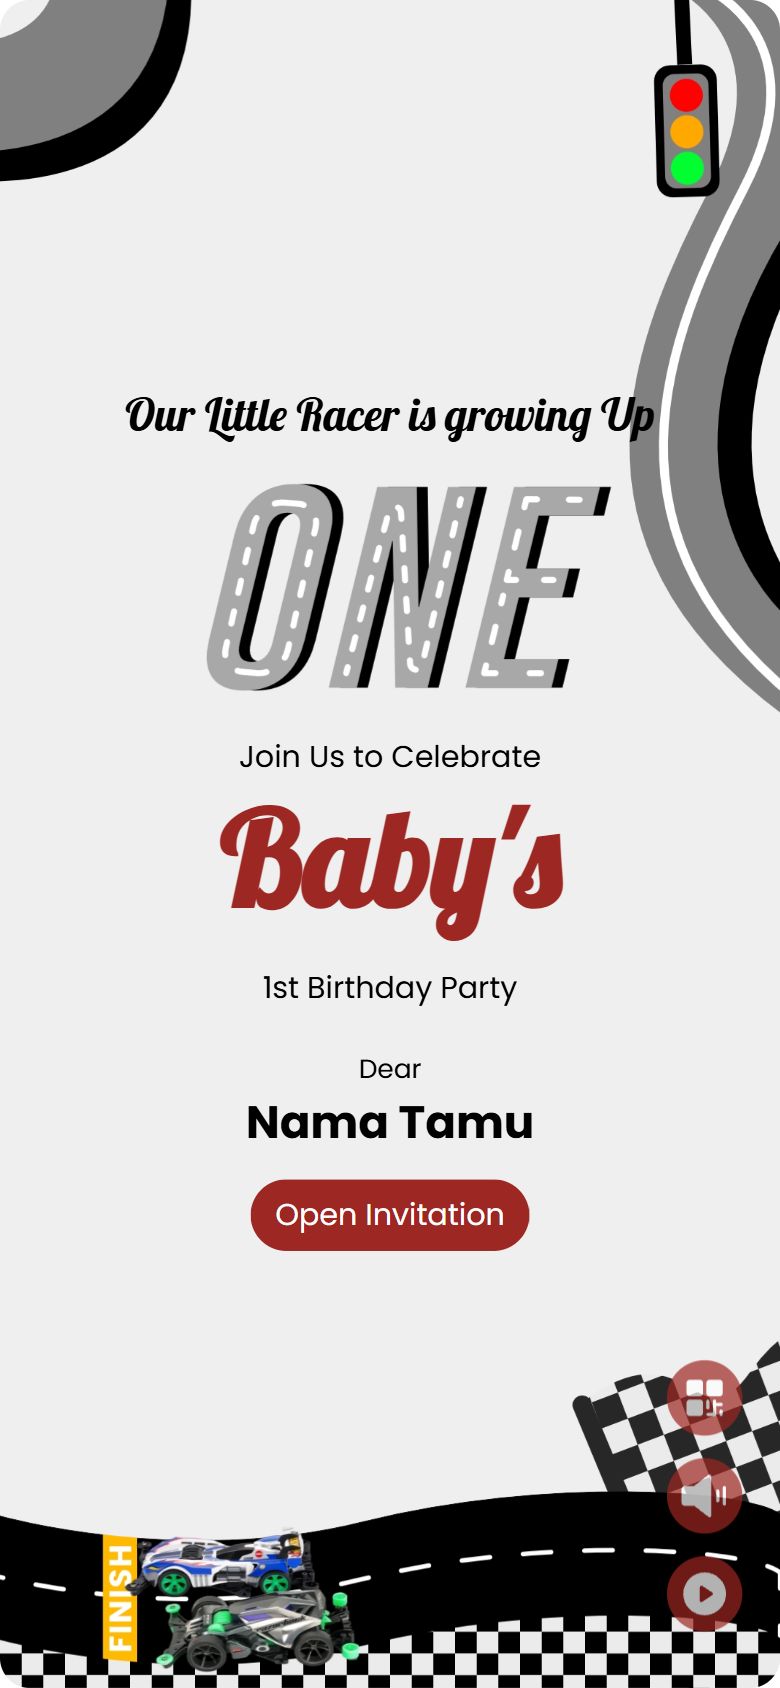 Our Little Racer is growing Up
ONE
Join Us to Celebrate
Baby's
1st Birthday Party
Dear
Nama Tamu
Open Invitation
FINISH